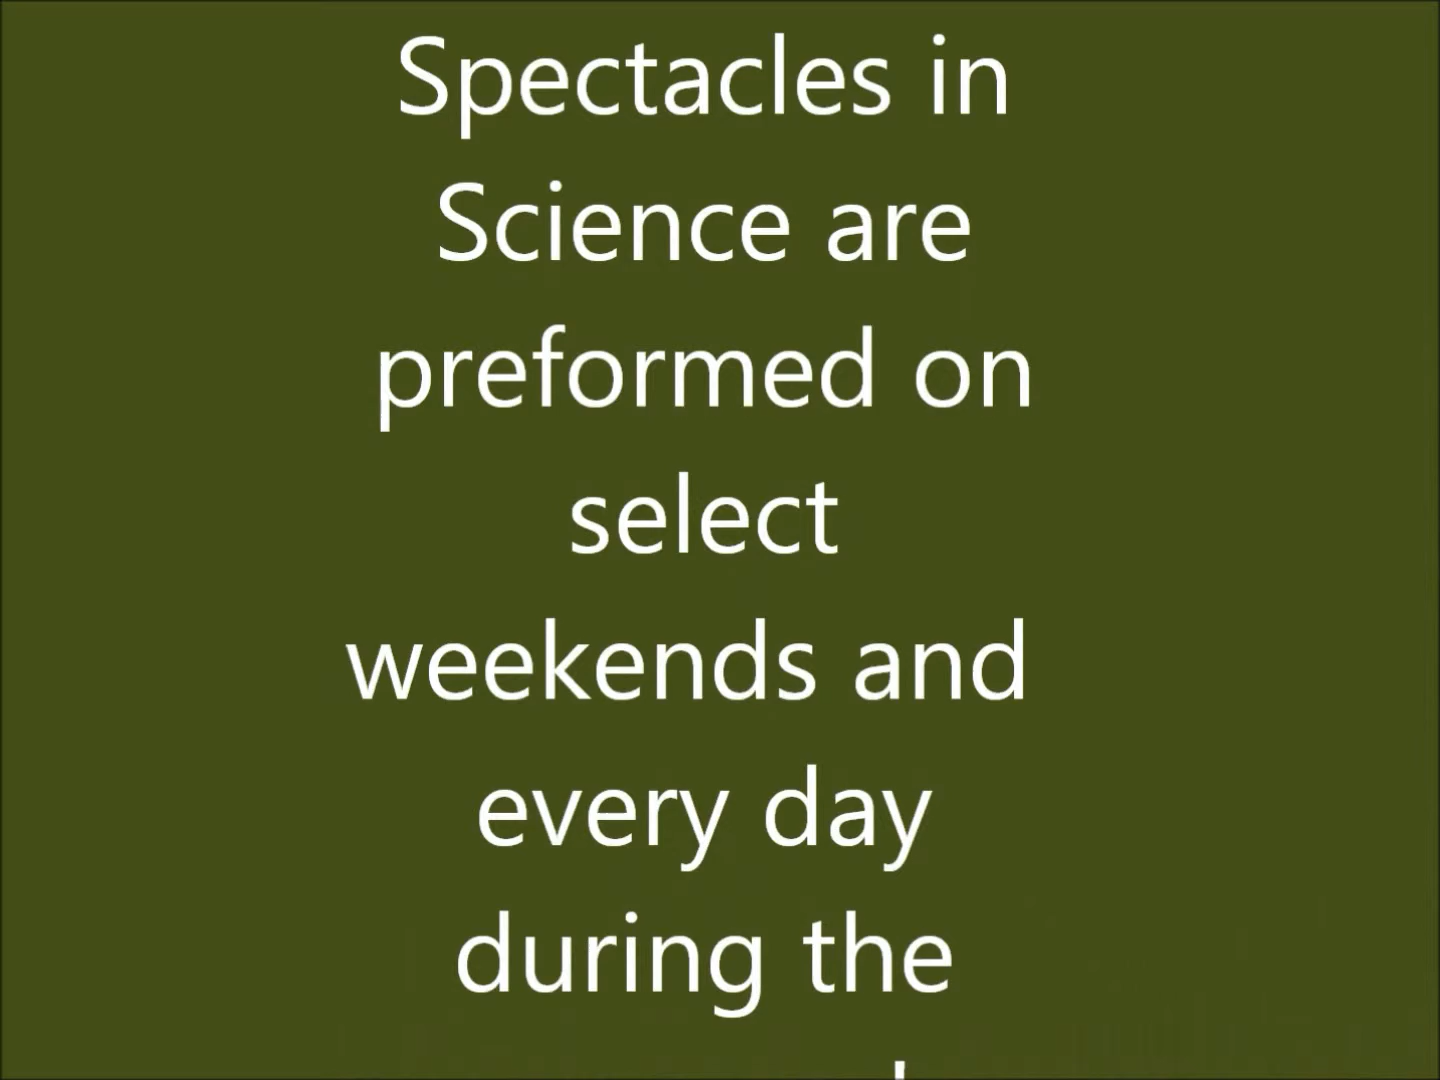 Spectacles in
Science are
preformed on
select
weekends and
every day
during the